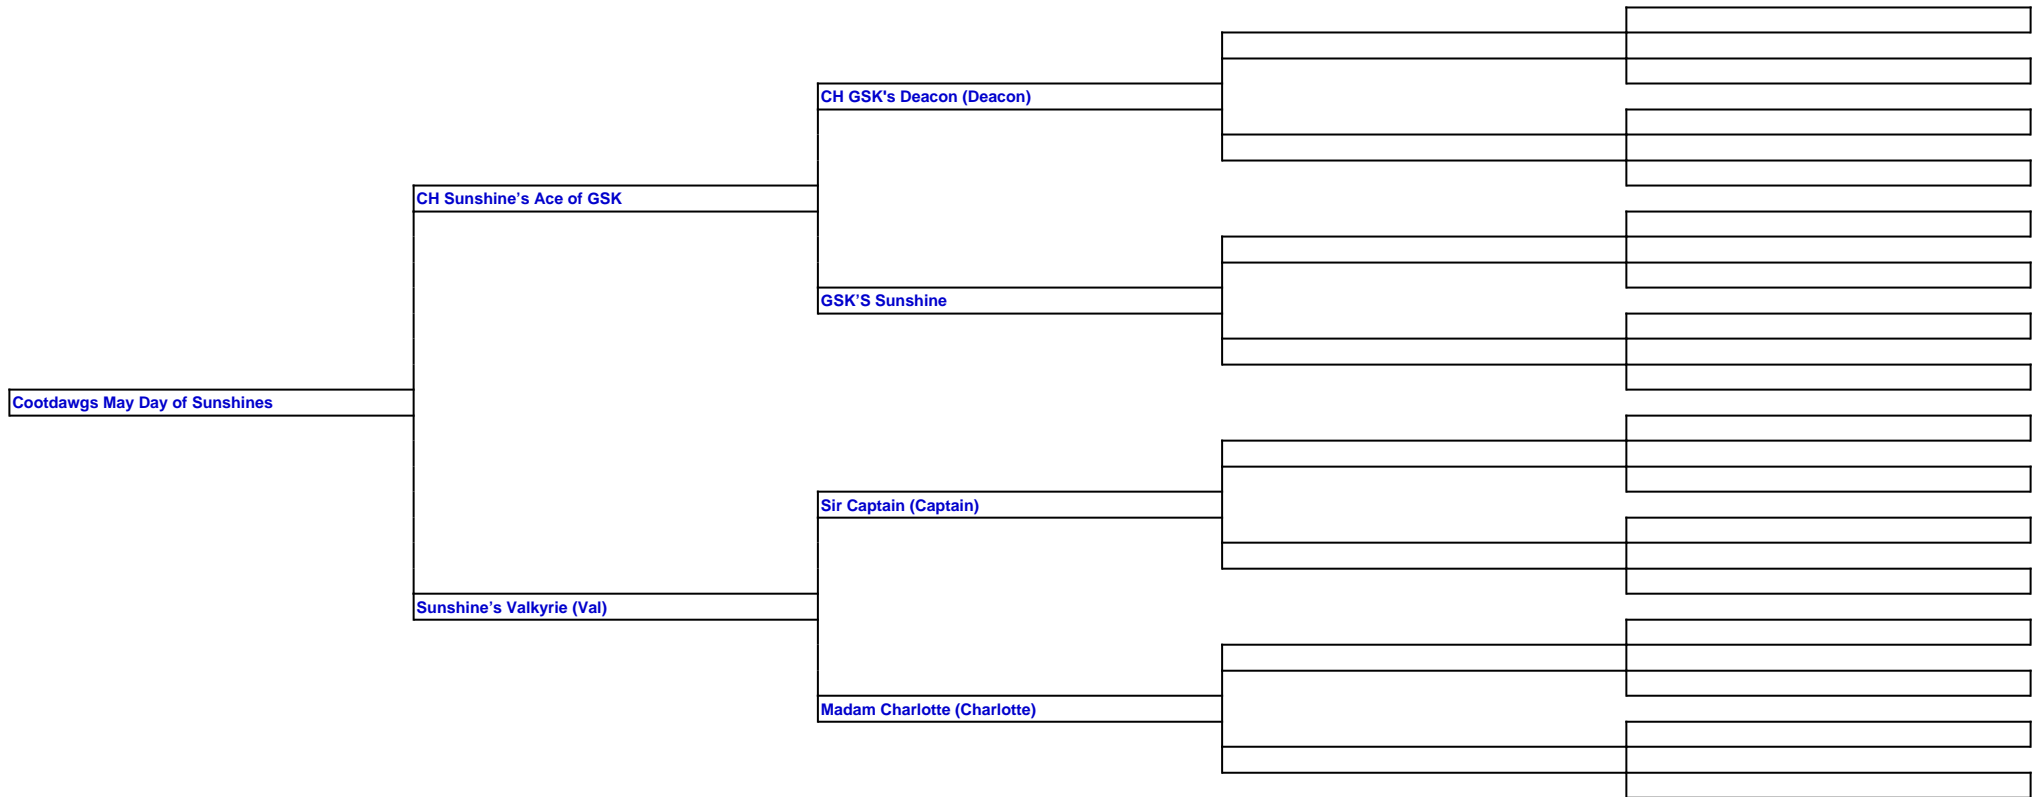 CH GSK's Deacon (Deacon)
CH Sunshine’s Ace of GSK
GSK’S Sunshine
Cootdawgs May Day of Sunshines
Sir Captain (Captain)
Sunshine’s Valkyrie (Val)
Madam Charlotte (Charlotte)